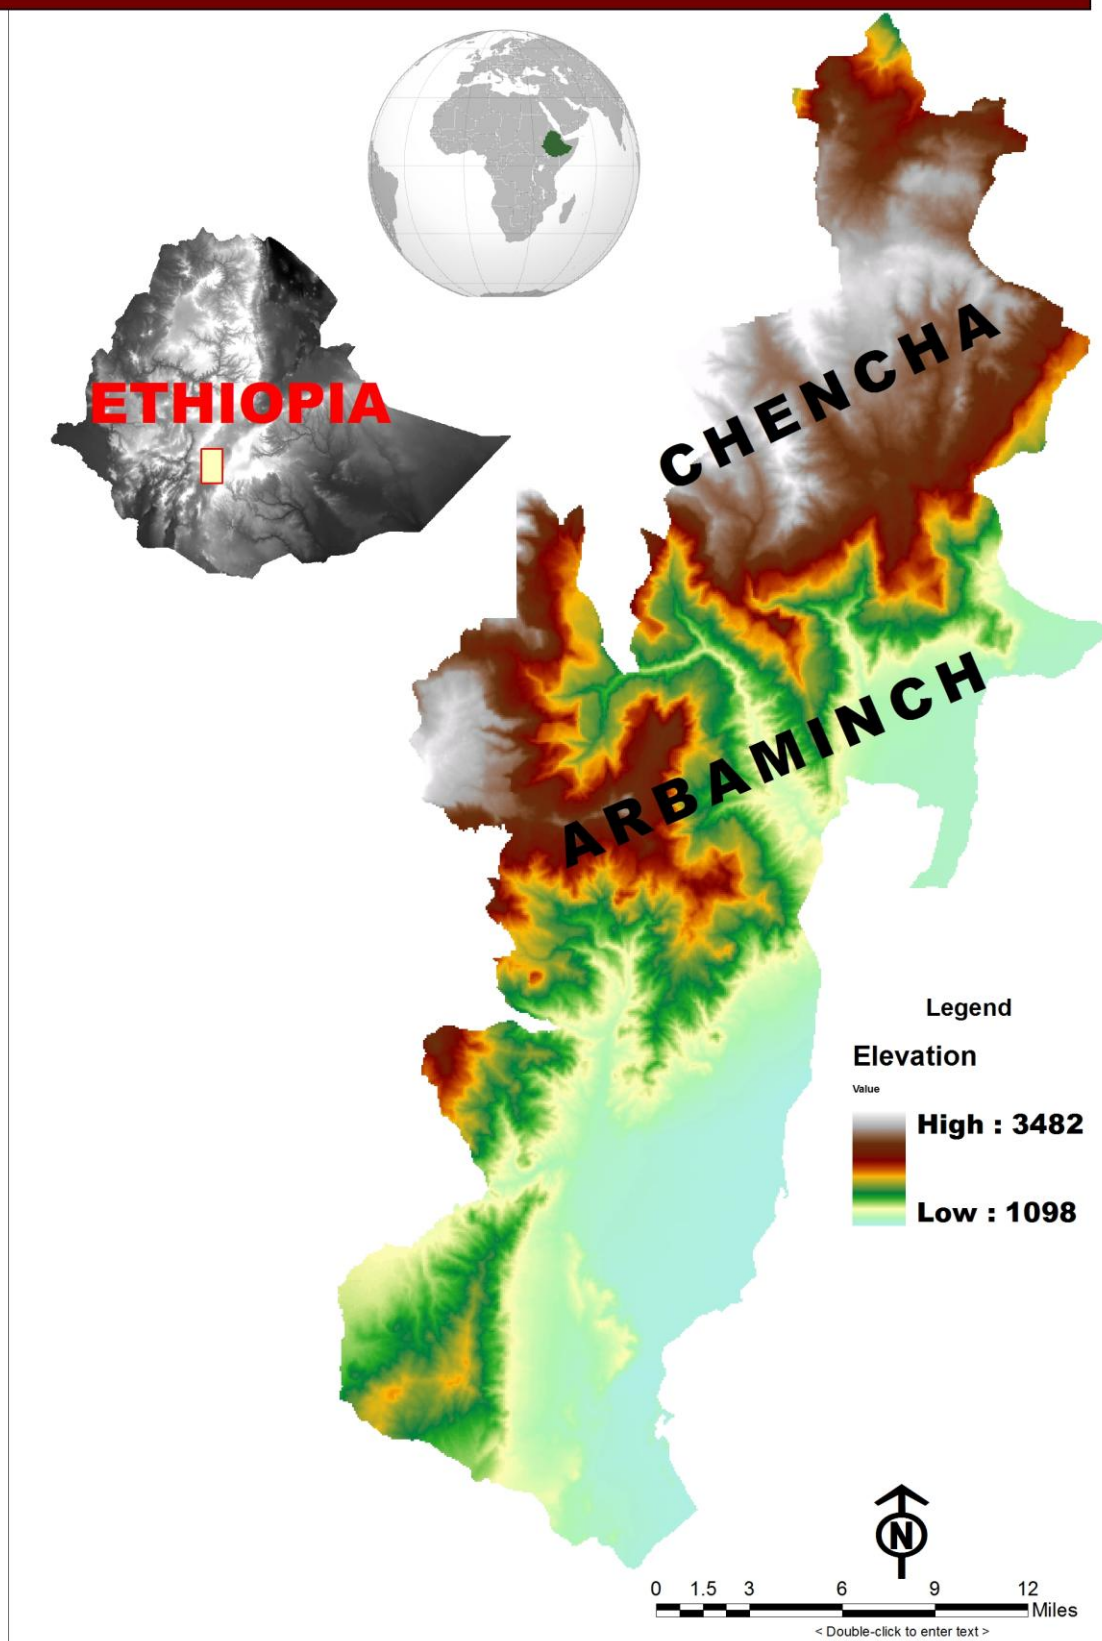 ETHIOPIA
CHENCHA
ARBAMINCH
Legend
Elevation
Value
High : 3482
Low : 1098
N
0 1.5 3 6 9 12
Miles
< Double-click to enter text >